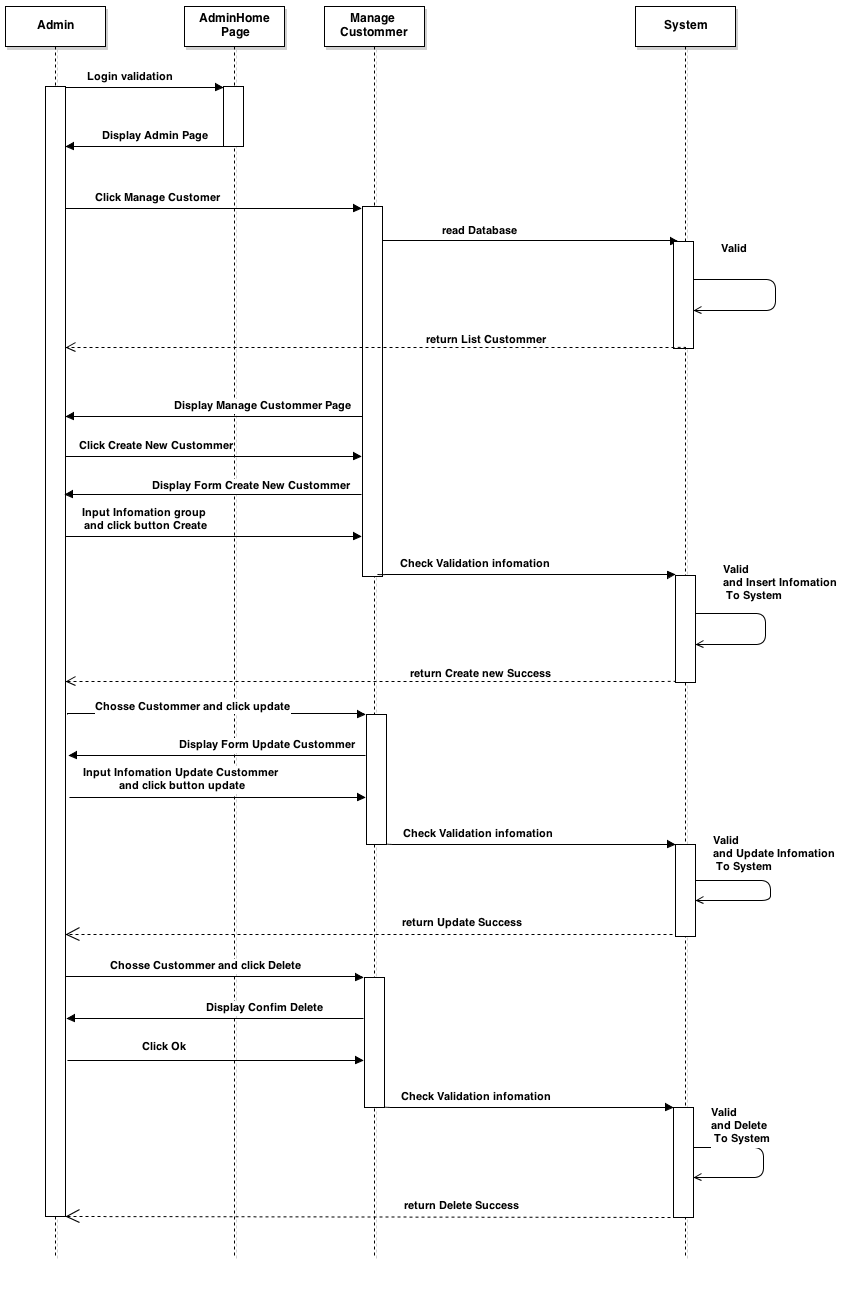 Admin
AdminHome
Page
Manage
Custommer
System
Login validation
Display Admin Page
Click Manage Customer
read Database
Valid
return List Custommer
Display Manage Custommer Page
Click Create New Custommer
Display Form Create New Custommer
Input Infomation group
and click button Create
Check Validation infomation
Valid
and Insert Infomation
To System
return Create new Success
Chosse Custommer and click update
Display Form Update Custommer
Input Infomation Update Custommer
and click button update
Check Validation infomation
Valid
and Update Infomation
To System
return Update Success
Chosse Custommer and click Delete
Display Confim Delete
Click Ok
Check Validation infomation
Valid
and Delete
To System
return Delete Success